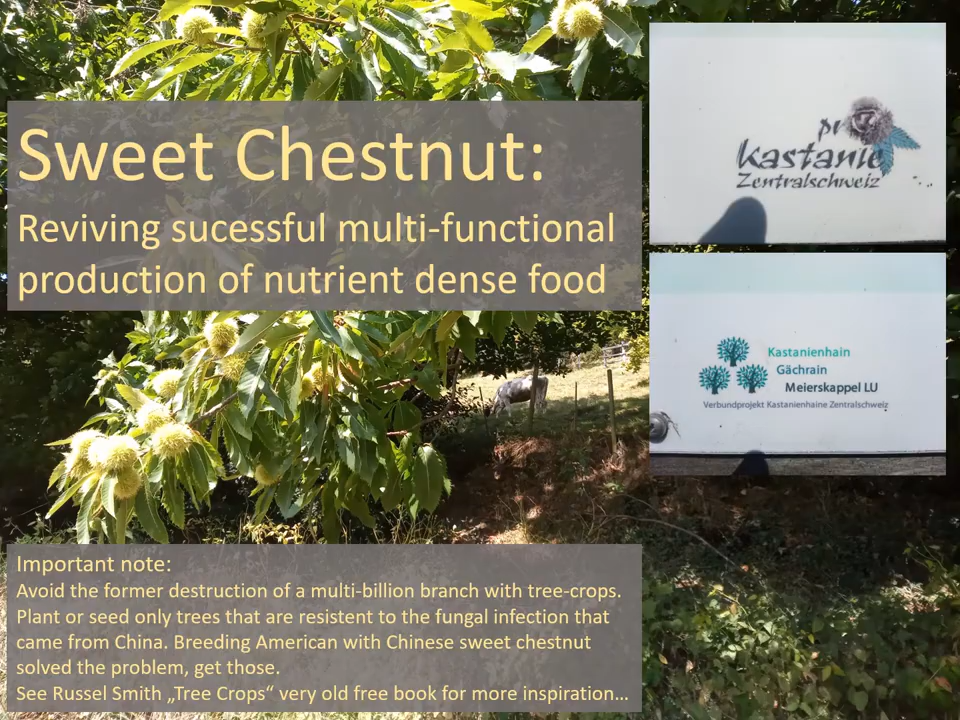 Sweet Chestnut:
Reviving sucessful multi-functional
production of nutrient dense food
Kastanie
Zentralschweiz
Kastanienhain
Gächrain
Meierskappel LU
Verbundprojekt Kastanienhaine Zentralschweiz
Important note:
Avoid the former destruction of a multi-billion branch with tree-crops.
Plant or seed only trees that are resistent to the fungal infection that
came from China. Breeding American with Chinese sweet chestnut
solved the problem, get those.
See Russel Smith „Tree Crops“ very old free book for more inspiration...